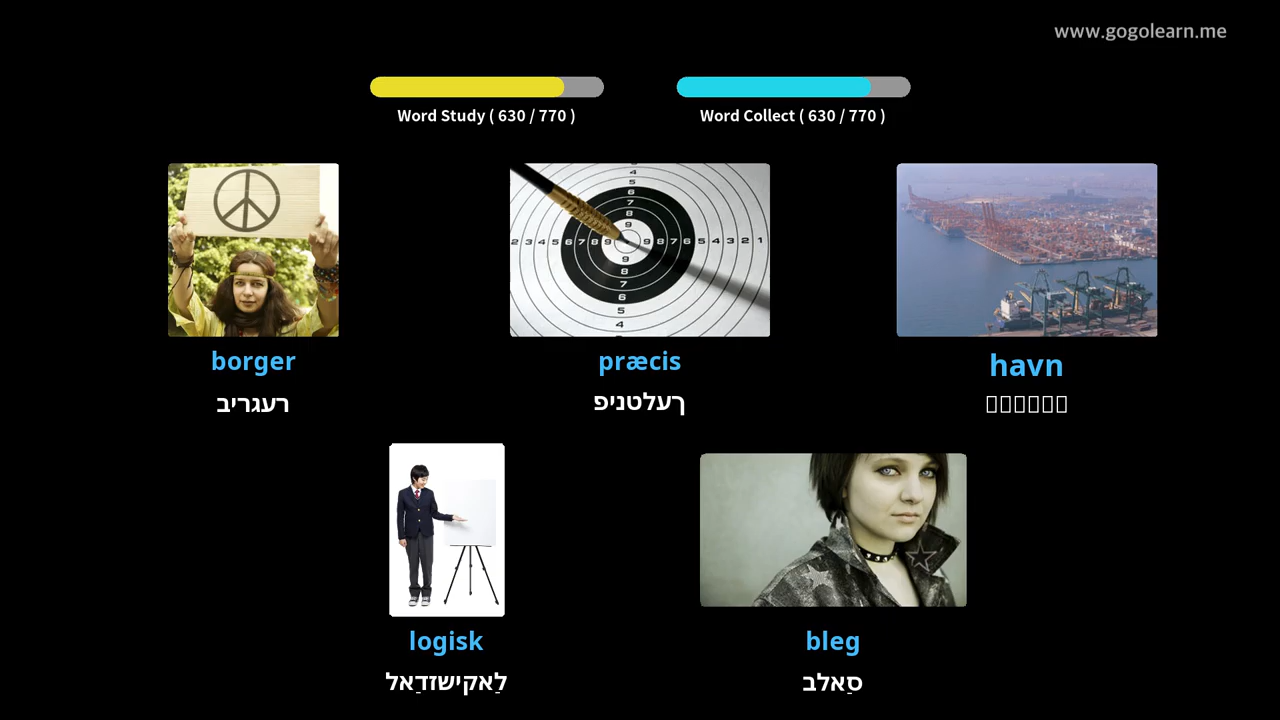 www.gogolearn.me
Word Study ( 630 / 770 )
Word Collect ( 630 / 770 )
borger
רעגריב
præcis
ךעלטניפ
havn
logisk
לַאקישזדַאל
bleg
סַאלב